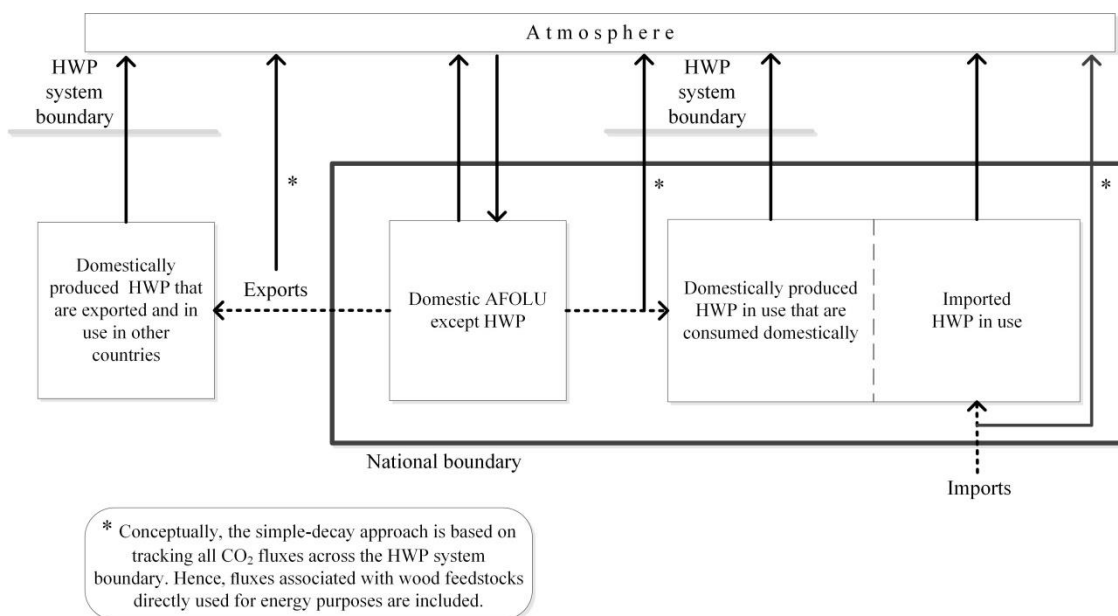 Atmosphere
HWP
system
boundary
HWP
system
boundary
*
*
*
Domestically
produced HWP that
are exported and in
use in other
countries
Exports
Domestic AFOLU
except HWP
Domestically produced
HWP in use that are
consumed domestically
Imported
HWP in use
National boundary
Imports
* Conceptually, the simple-decay approach is based on
tracking all CO₂ fluxes across the HWP system
boundary. Hence, fluxes associated with wood feedstocks
directly used for energy purposes are included.